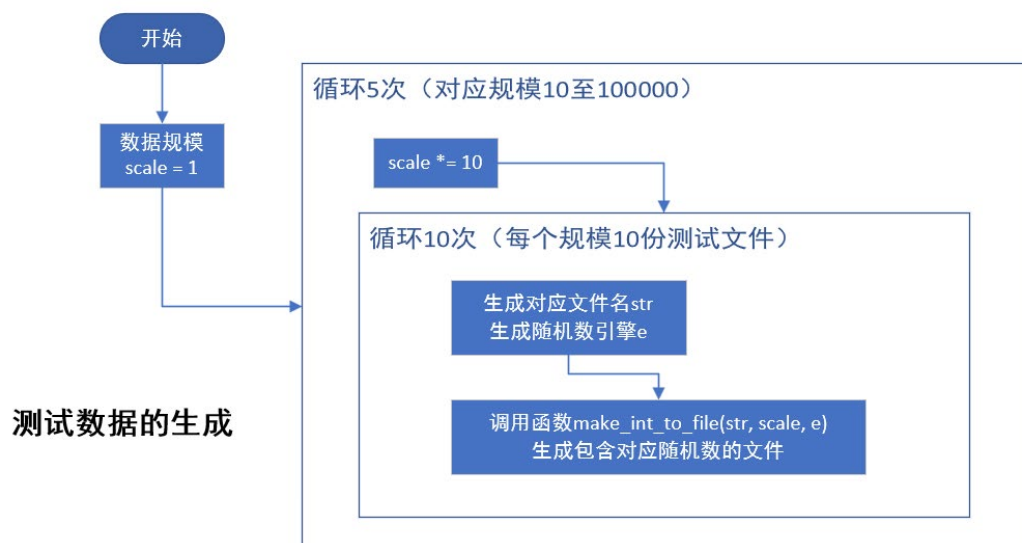 开始
数据规模
scale = 1
循环5次（对应规模10至100000）
scale *= 10
循环10次（每个规模10份测试文件）
生成对应文件名str
生成随机数引擎e
调用函数make_int_to_file(str, scale, e)
生成包含对应随机数的文件
测试数据的生成